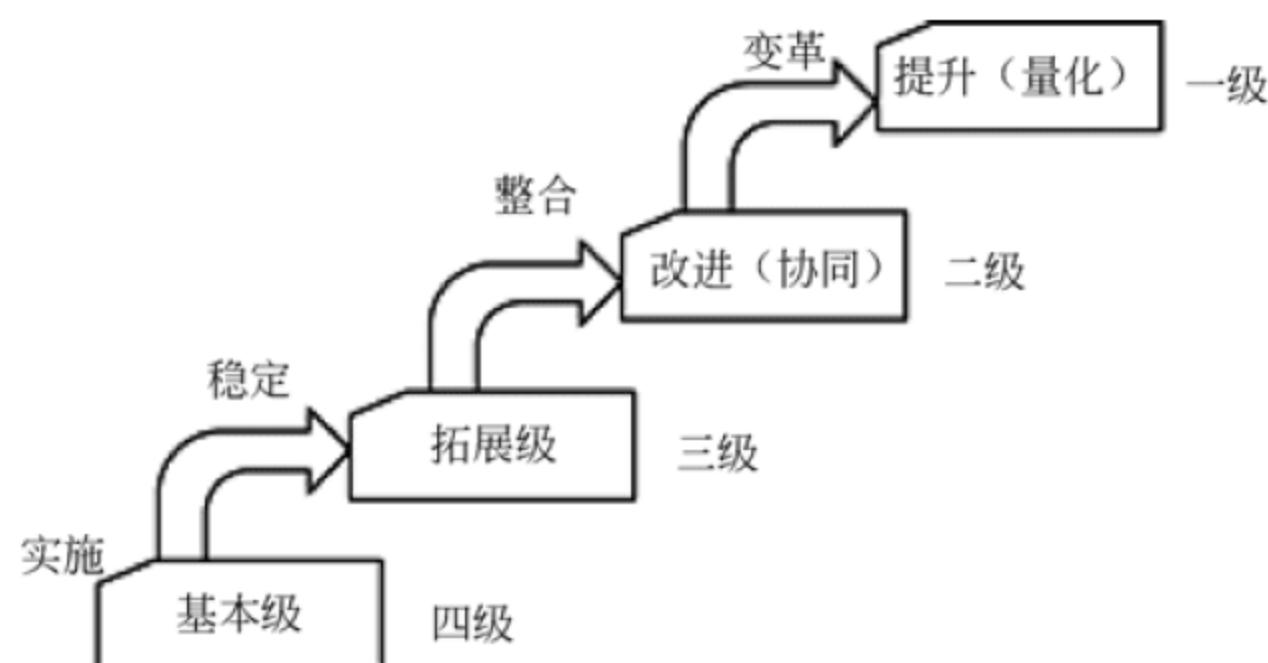 变革
提升（量化）
一级
整合
改进（协同）
二级
稳定
拓展级
三级
实施
基本级
四级